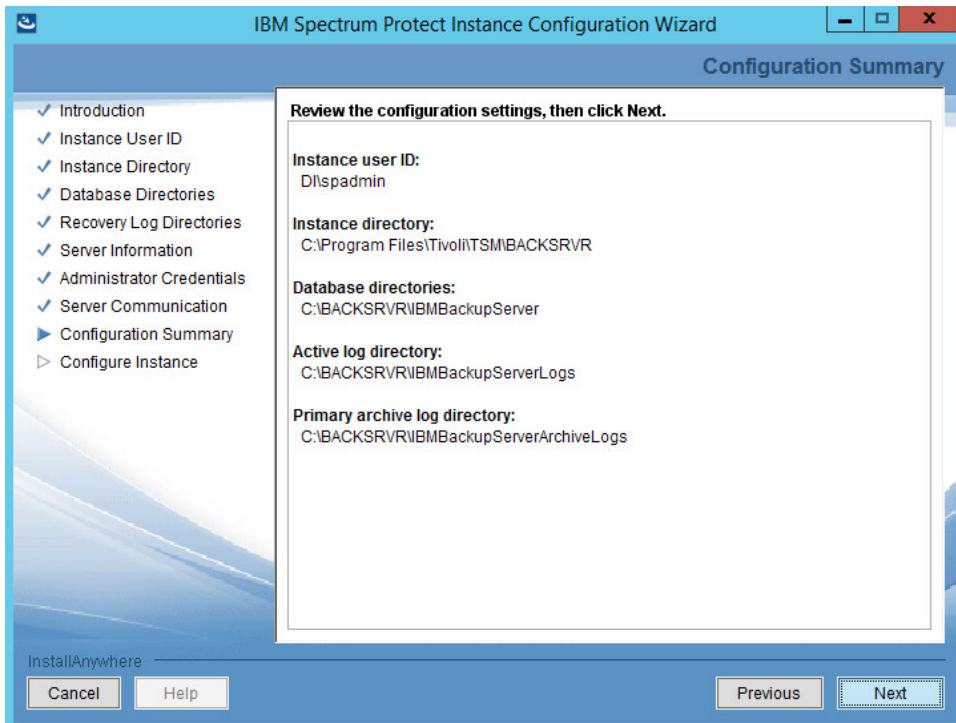 IBM Spectrum Protect Instance Configuration Wizard
Configuration Summary
Introduction
Instance User ID
Instance Directory
Database Directories
Recovery Log Directories
Server Information
Administrator Credentials
Server Communication
Configuration Summary
Configure Instance
Review the configuration settings, then click Next.
Instance user ID:
DI\spadmin
Instance directory:
C:\Program Files\Tivoli\TSM\BACKSRVR
Database directories:
C:\BACKSRVR\IBMBackupServer
Active log directory:
C:\BACKSRVR\IBMBackupServerLogs
Primary archive log directory:
C:\BACKSRVR\IBMBackupServerArchiveLogs
InstallAnywhere
Cancel
Help
Previous
Next